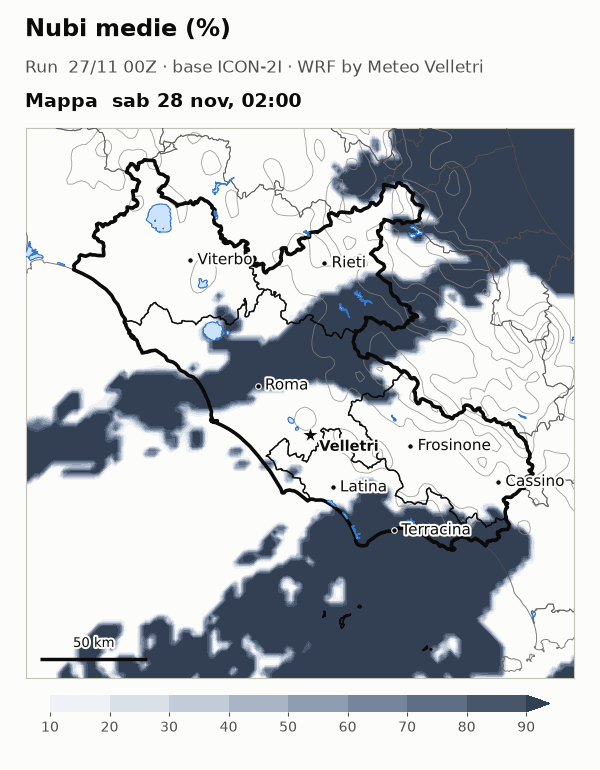 Nubi medie (%)
Run 27/11 00Z · base ICON-2I · WRF by Meteo Velletri
Mappa sab 28 nov, 02:00
Viterbo
Rieti
Roma
Velletri
Frosinone
Cassino
Latina
Terracina
50 km
10 20 30 40 50 60 70 80 90